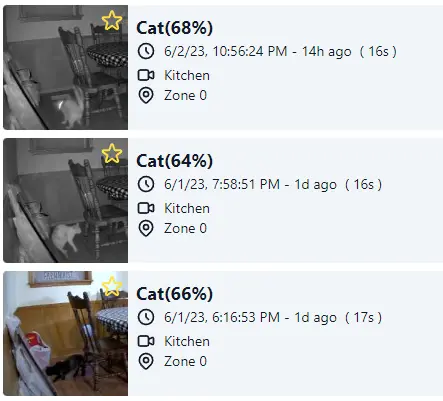 Cat(68%)
6/2/23, 10:56:24 PM - 14h ago ( 16s )
Kitchen
Zone 0
Cat(64%)
6/1/23, 7:58:51 PM - 1d ago ( 16s )
Kitchen
Zone 0
Cat(66%)
6/1/23, 6:16:53 PM - 1d ago ( 17s )
Kitchen
Zone 0